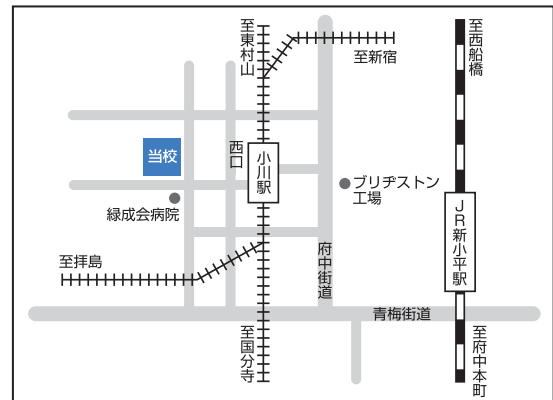 至東村山
至新宿
至西船橋
当校
西口
小川駅
ブリヂストン
工場
緑成会病院
JR新小平駅
至拝島
府中街道
青梅街道
至国分寺
至府中本町